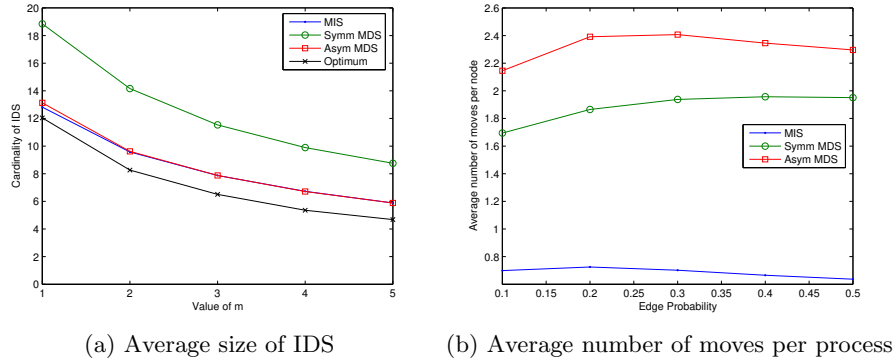 20
18
16
14
12
10
8
6
4
2
0
1
2
3
4
5
Cardinality of IDS
Value of m
MIS
Symm MDS
Asym MDS
Optimum
(a) Average size of IDS
2.6
2.4
2.2
2
1.8
1.6
1.4
1.2
1
0.8
0.6
0.1
0.15
0.2
0.25
0.3
0.35
0.4
0.45
0.5
Average number of moves per node
Edge Probability
MIS
Symm MDS
Asym MDS
(b) Average number of moves per process